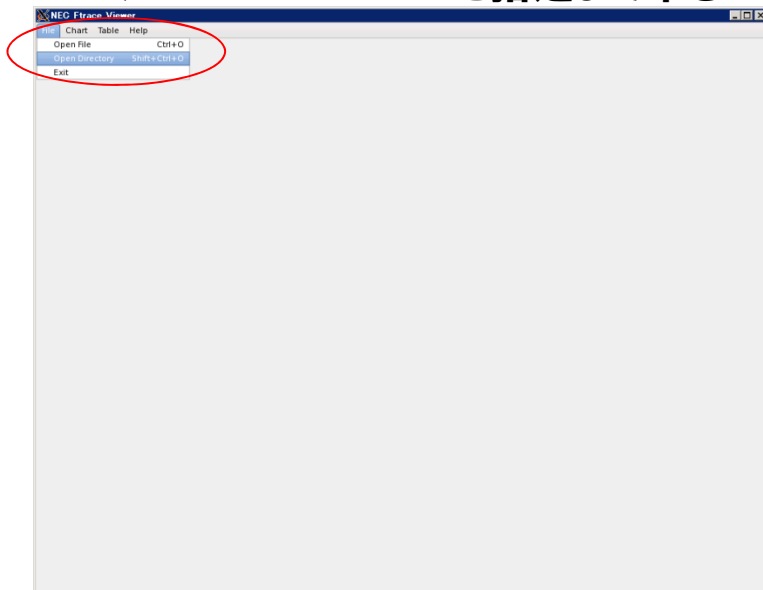 NEC Ftrace Viewer
File Chart Table Help
Open File Ctrl+O
Open Directory Shift+Ctrl+O
Exit